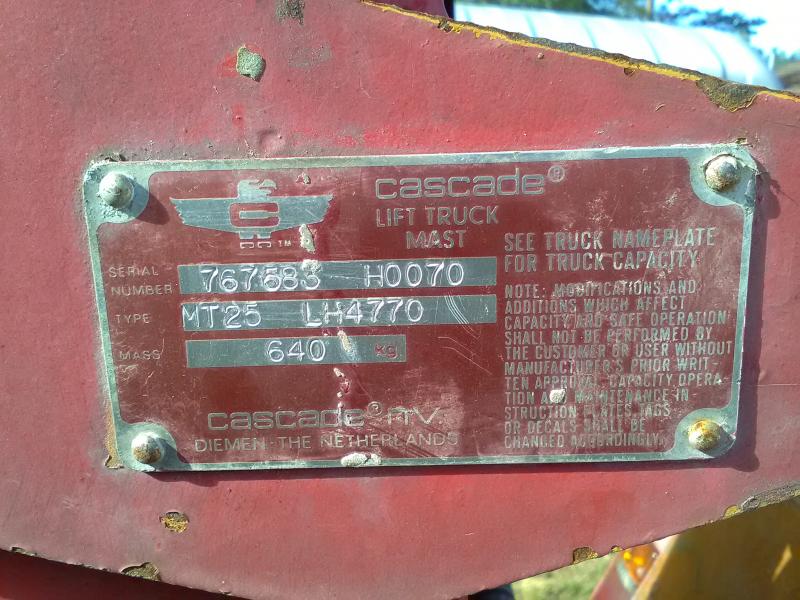 cascade®
LIFT TRUCK
MAST
TM
SERIAL
NUMBER 767683 H0070
TYPE MT25 LH4770
MASS 640 kg
cascade® NV
DIEMEN-THE NETHERLANDS
SEE TRUCK NAMEPLATE
FOR TRUCK CAPACITY
NOTE: MODIFICATIONS AND
ADDITIONS WHICH AFFECT
CAPACITY AND SAFE OPERATION
SHALL NOT BE PERFORMED BY
THE CUSTOMER OR USER WITHOUT
MANUFACTURER'S PRIOR WRIT-
TEN APPROVAL. CAPACITY OPERA-
TION AND MAINTENANCE IN
STRUCTION PLATES, TAGS
OR DECALS SHALL BE
CHANGED ACCORDINGLY.